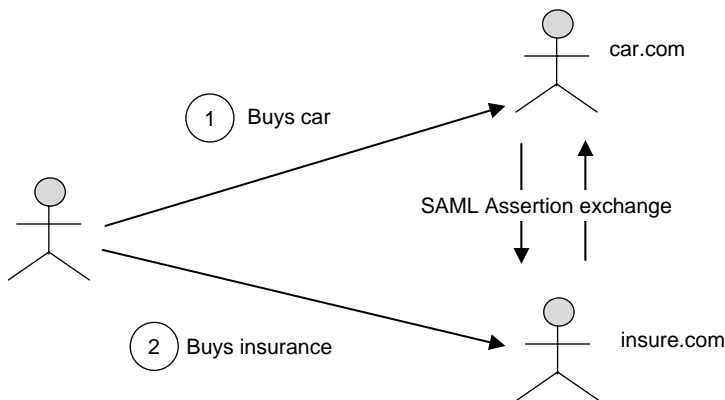 car.com
1 Buys car
SAML Assertion exchange
2 Buys insurance
insure.com